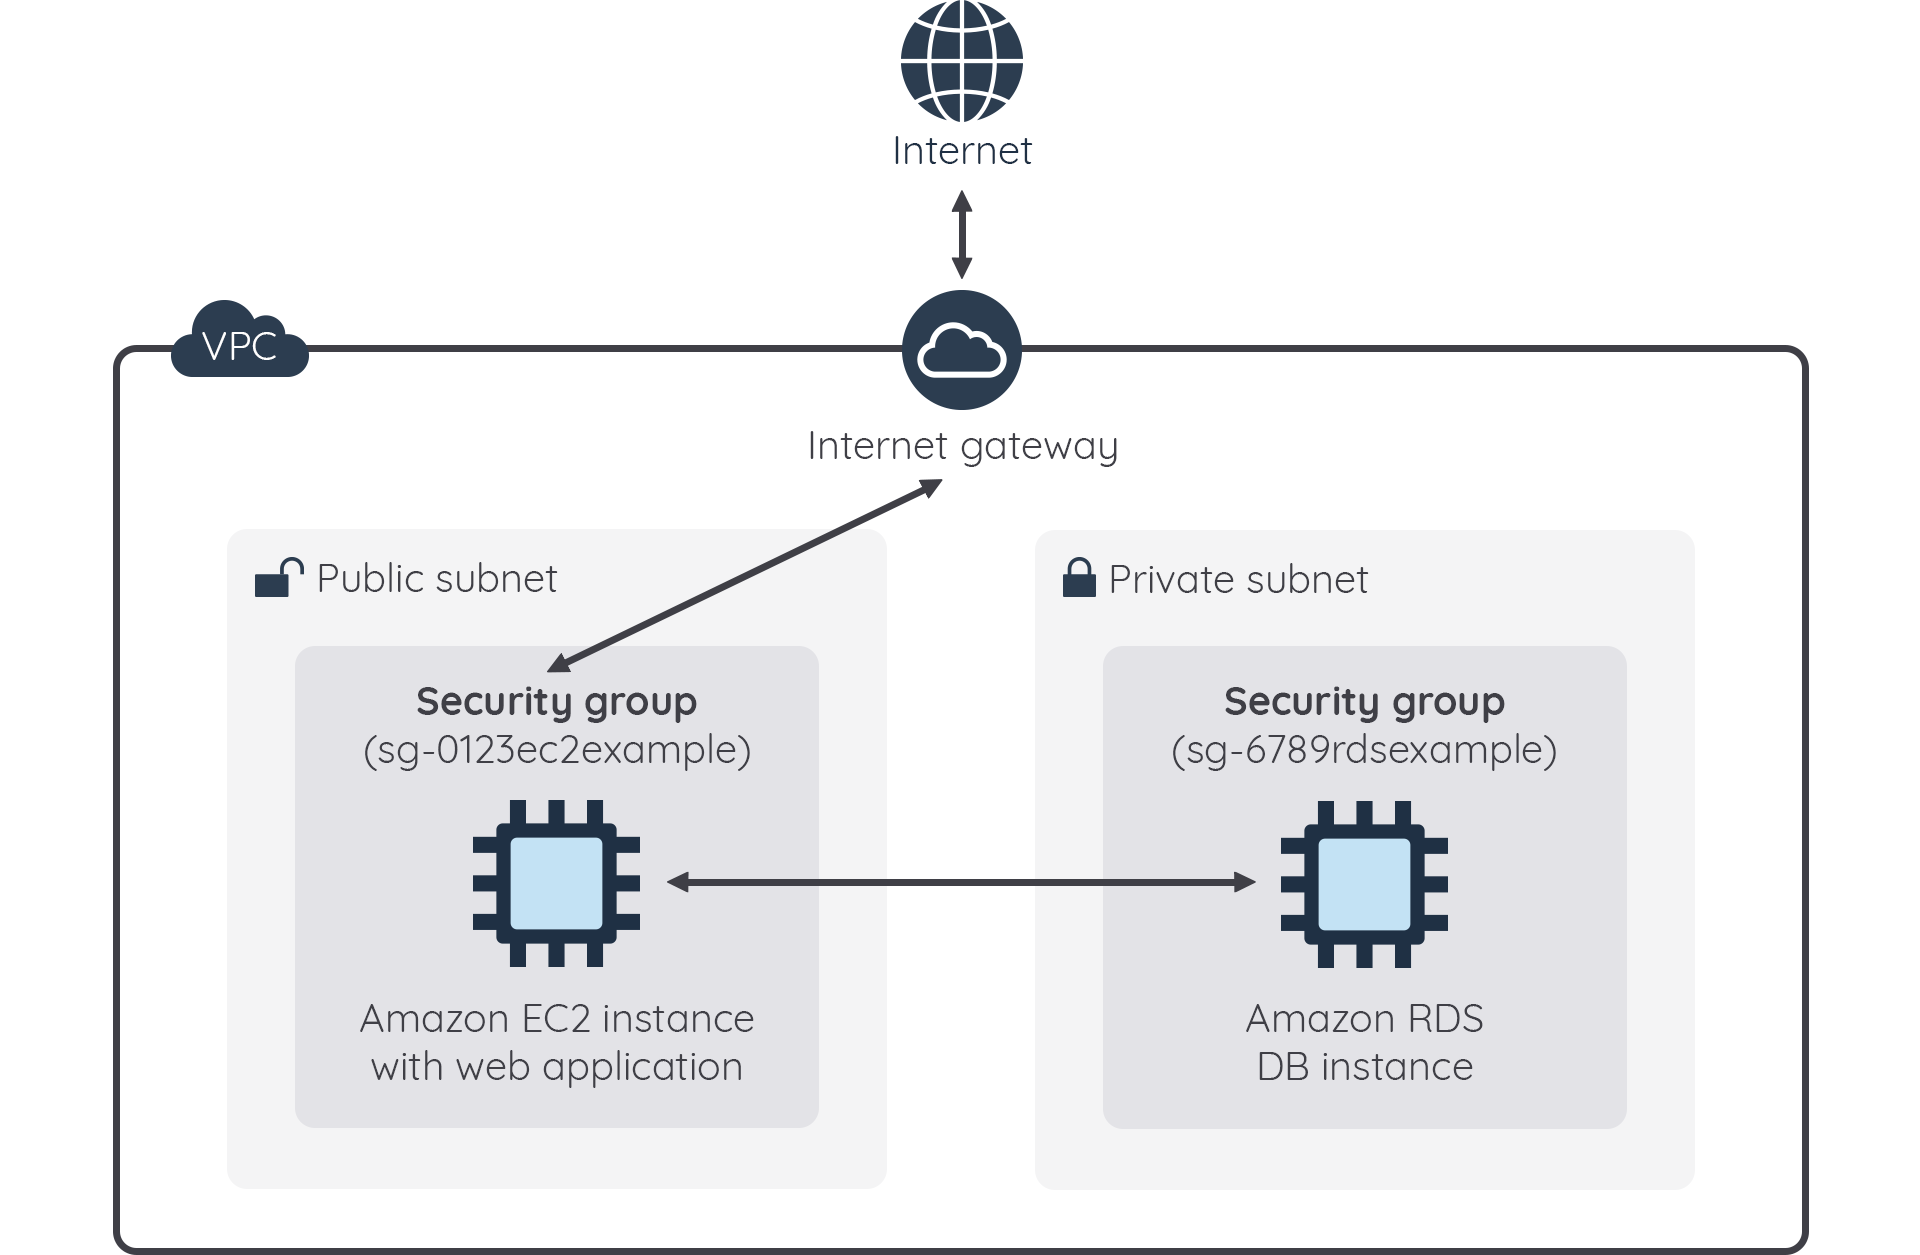 Internet
VPC
Internet gateway
Public subnet
Security group
(sg-0123ec2example)
Amazon EC2 instance
with web application
Private subnet
Security group
(sg-6789rdsexample)
Amazon RDS
DB instance